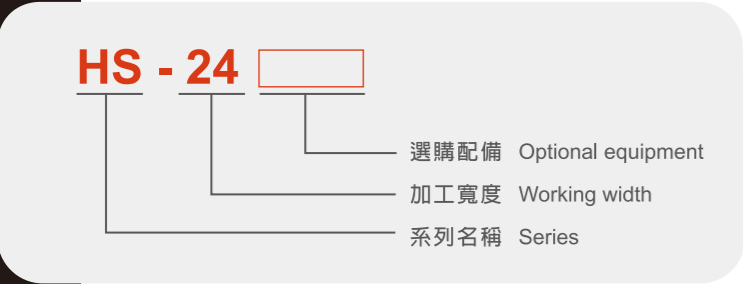 HS - 24
選購配備 Optional equipment
加工寬度 Working width
系列名稱 Series